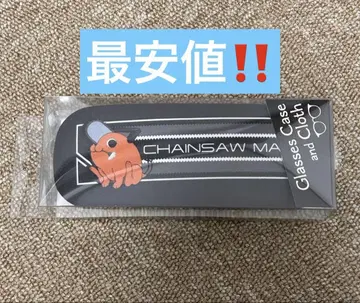 最安値‼️
CHAINSAW MA
Glasses Case
and Cloth